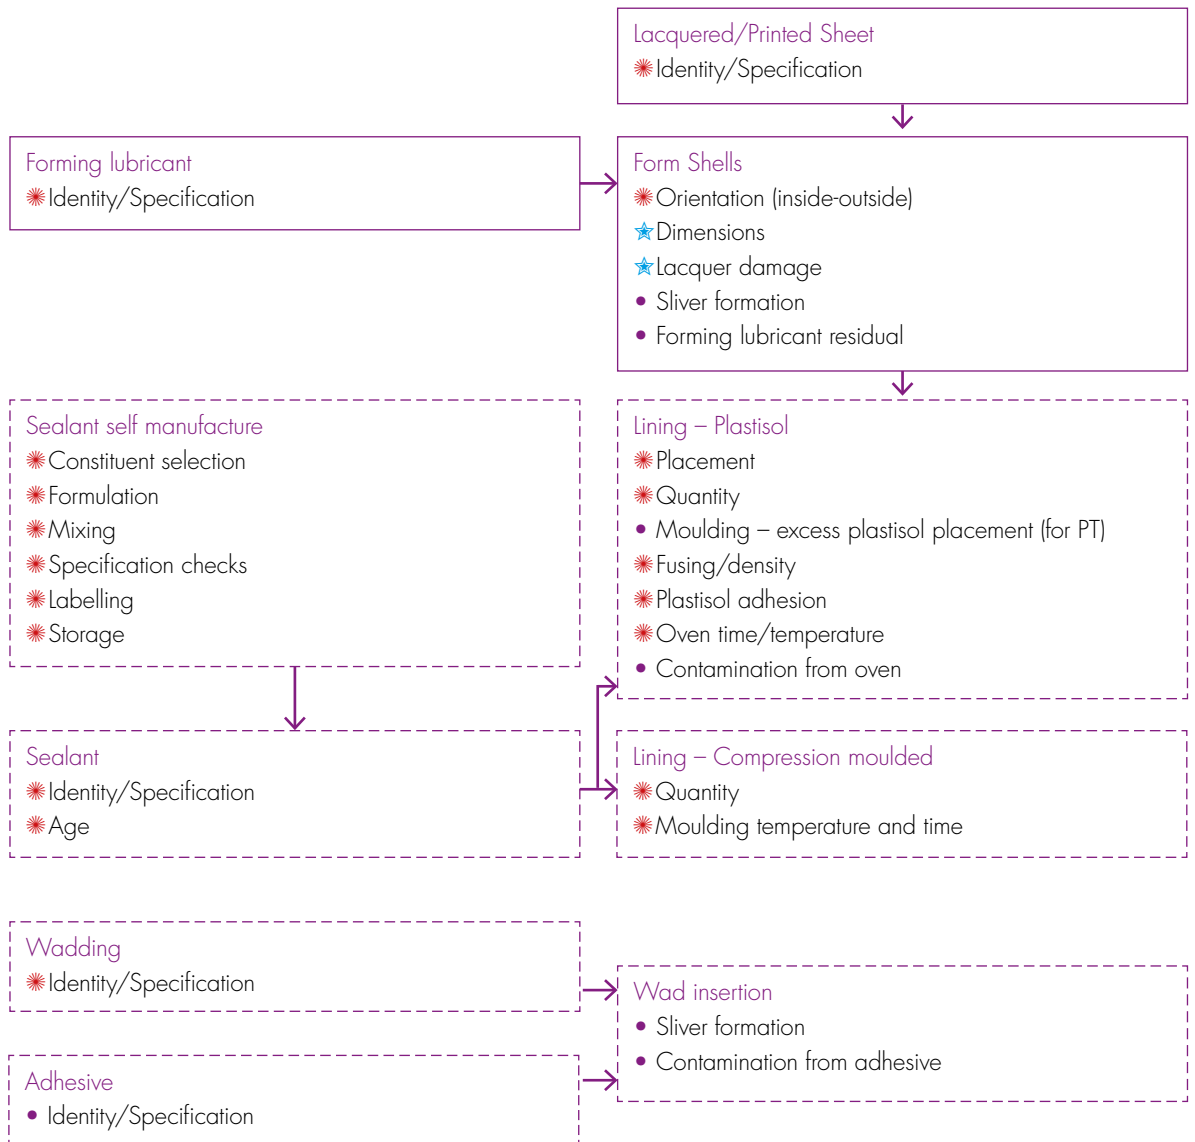 Lacquered/Printed Sheet
Identity/Specification
Forming lubricant
Identity/Specification
Form Shells
Orientation (inside-outside)
Dimensions
Lacquer damage
• Sliver formation
• Forming lubricant residual
Sealant self manufacture
Constituent selection
Formulation
Mixing
Specification checks
Labelling
Storage
Lining – Plastisol
Placement
Quantity
• Moulding – excess plastisol placement (for PT)
Fusing/density
Plastisol adhesion
Oven time/temperature
• Contamination from oven
Sealant
Identity/Specification
Age
Lining – Compression moulded
Quantity
Moulding temperature and time
Wadding
Identity/Specification
Wad insertion
• Sliver formation
• Contamination from adhesive
Adhesive
• Identity/Specification